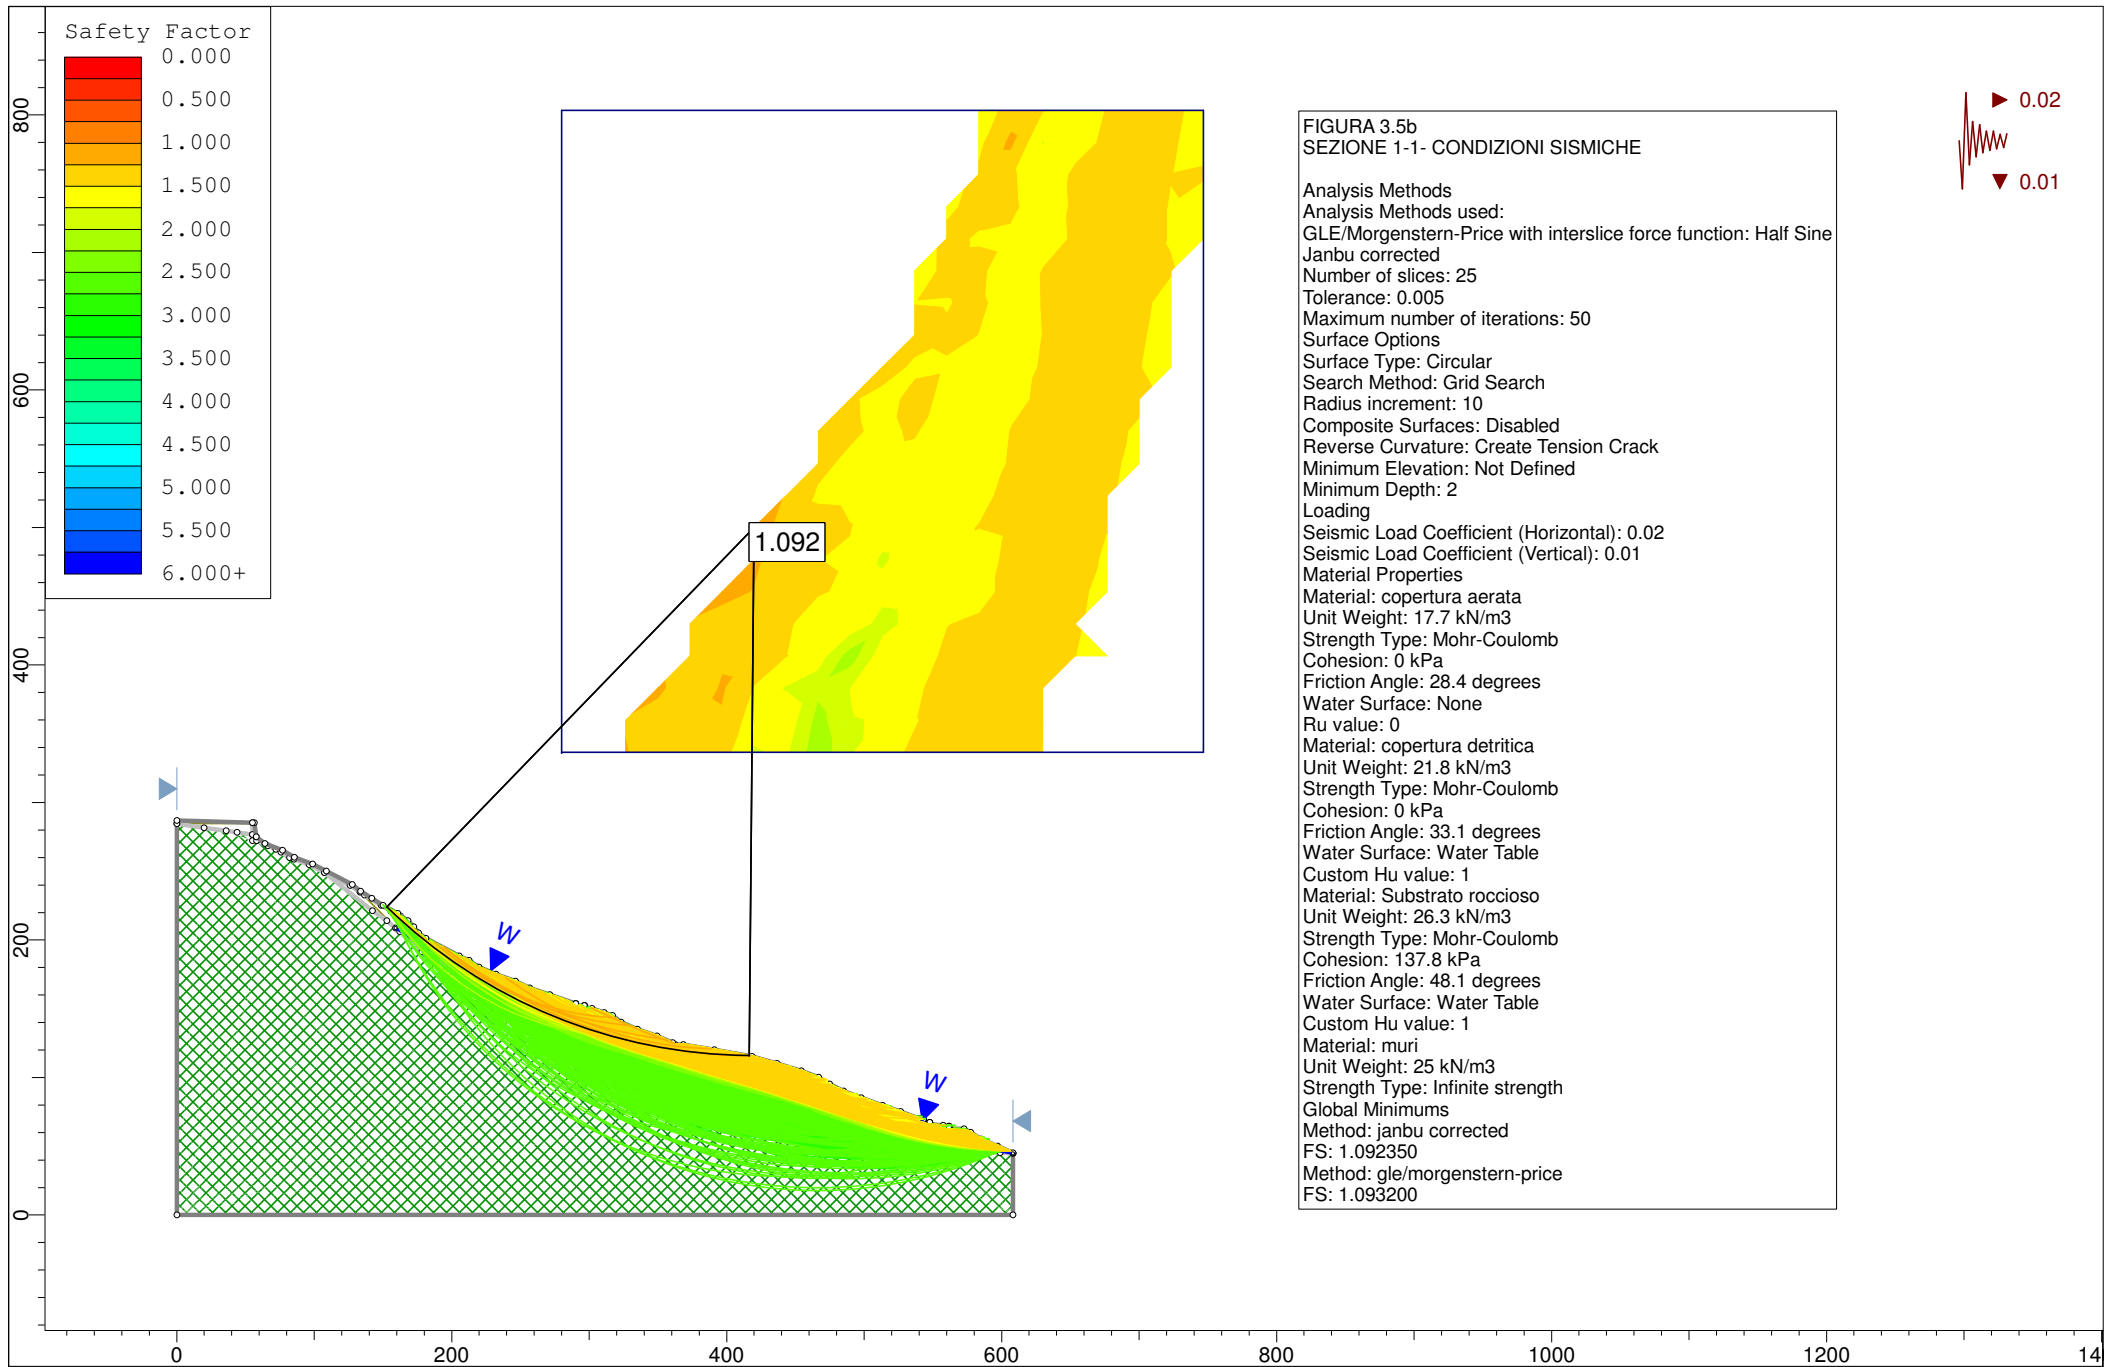 Safety Factor
0.000
0.500
1.000
1.500
2.000
2.500
3.000
3.500
4.000
4.500
5.000
5.500
6.000+
FIGURA 3.5b
SEZIONE 1-1- CONDIZIONI SISMICHE
Analysis Methods
Analysis Methods used:
GLE/Morgenstern-Price with interslice force function: Half Sine
Janbu corrected
Number of slices: 25
Tolerance: 0.005
Maximum number of iterations: 50
Surface Options
Surface Type: Circular
Search Method: Grid Search
Radius increment: 10
Composite Surfaces: Disabled
Reverse Curvature: Create Tension Crack
Minimum Elevation: Not Defined
Minimum Depth: 2
Loading
Seismic Load Coefficient (Horizontal): 0.02
Seismic Load Coefficient (Vertical): 0.01
Material Properties
Material: copertura aerata
Unit Weight: 17.7 kN/m3
Strength Type: Mohr-Coulomb
Cohesion: 0 kPa
Friction Angle: 28.4 degrees
Water Surface: None
Ru value: 0
Material: copertura detritica
Unit Weight: 21.8 kN/m3
Strength Type: Mohr-Coulomb
Cohesion: 0 kPa
Friction Angle: 33.1 degrees
Water Surface: Water Table
Custom Hu value: 1
Material: Substrato roccioso
Unit Weight: 26.3 kN/m3
Strength Type: Mohr-Coulomb
Cohesion: 137.8 kPa
Friction Angle: 48.1 degrees
Water Surface: Water Table
Custom Hu value: 1
Material: muri
Unit Weight: 25 kN/m3
Strength Type: Infinite strength
Global Minimums
Method: janbu corrected
FS: 1.092350
Method: gle/morgenstern-price
FS: 1.093200
0.02
0.01
1.092
W
W
800
600
400
200
0
0
200
400
600
800
1000
1200
14